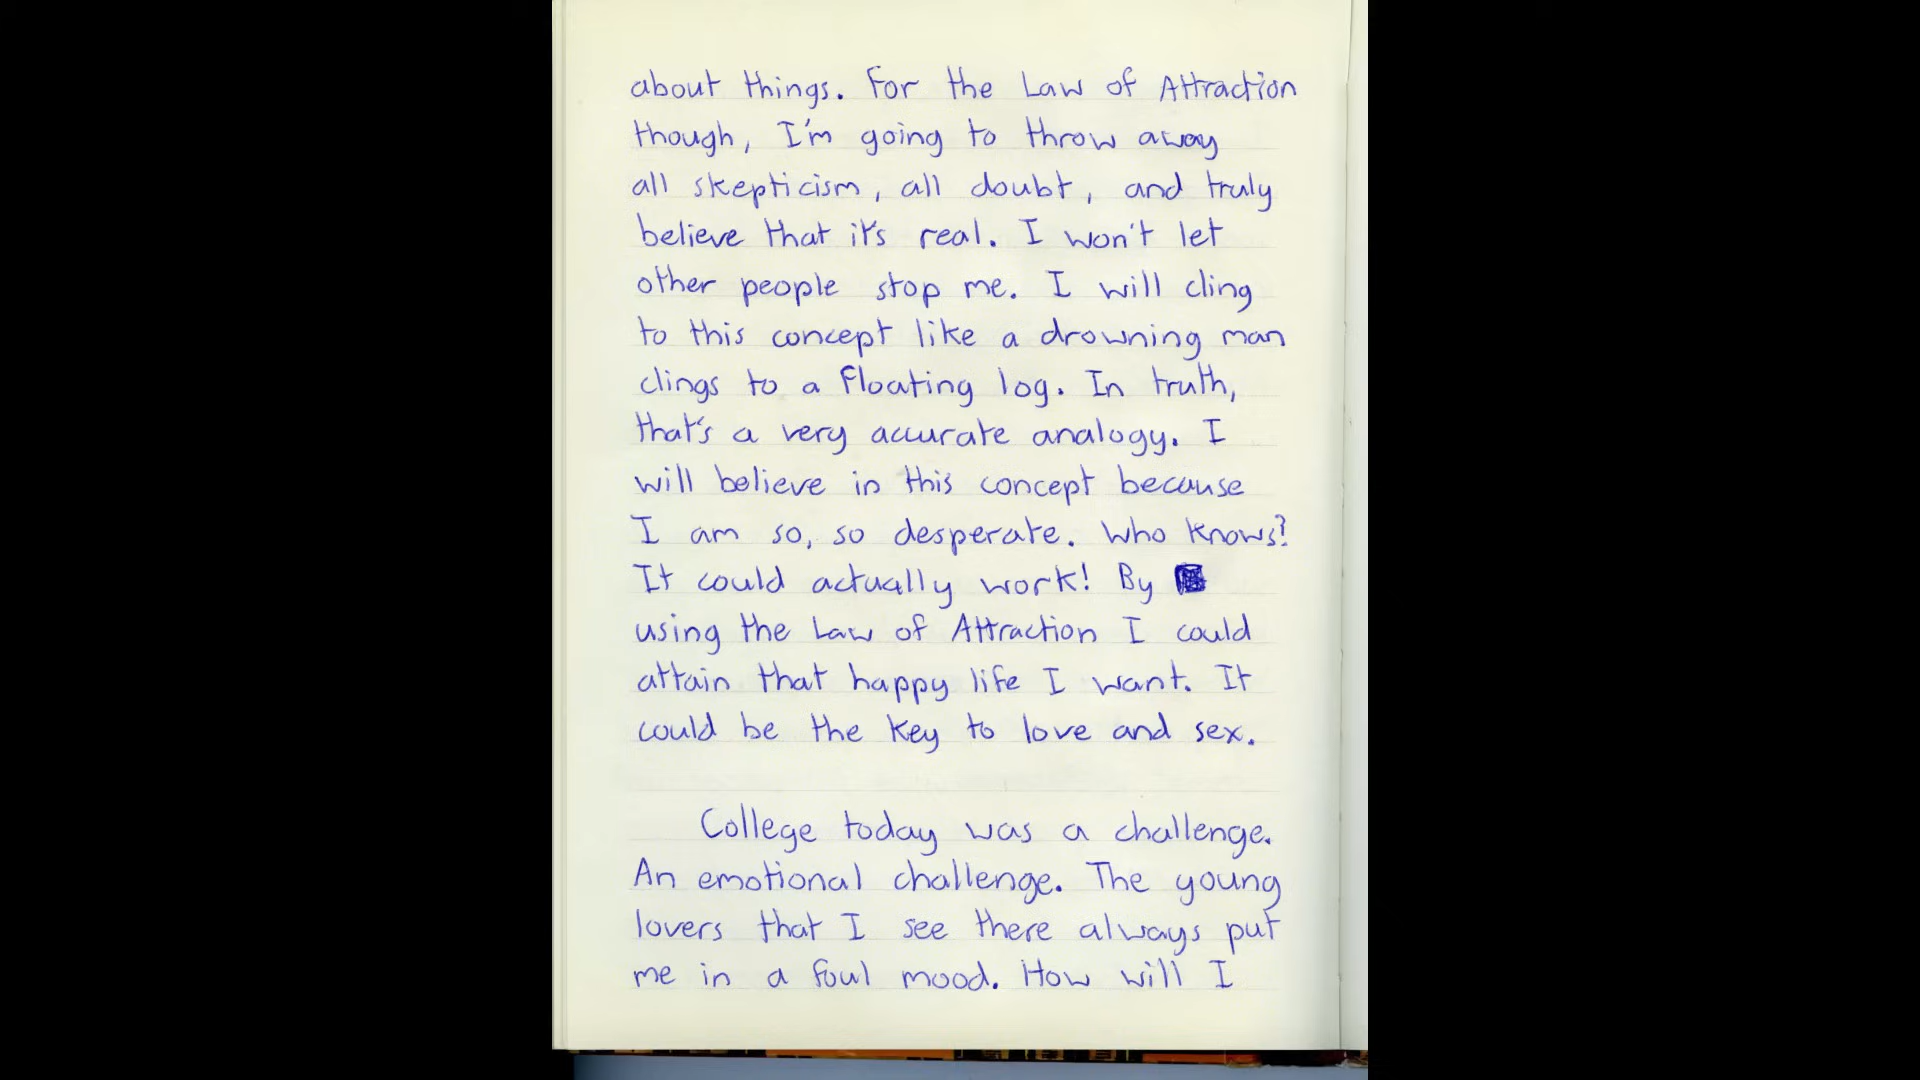 about things. For the Law of Attraction
though, I'm going to throw away
all skepticism, all doubt, and truly
believe that it's real. I won't let
other people stop me. I will cling
to this concept like a drowning man
clings to a floating log. In truth,
that's a very accurate analogy. I
will believe in this concept because
I am so, so desperate. Who knows?
It could actually work! By
using the Law of Attraction I could
attain that happy life I want. It
could be the key to love and sex.
College today was a challenge.
An emotional challenge. The young
lovers that I see there always put
me in a foul mood. How will I